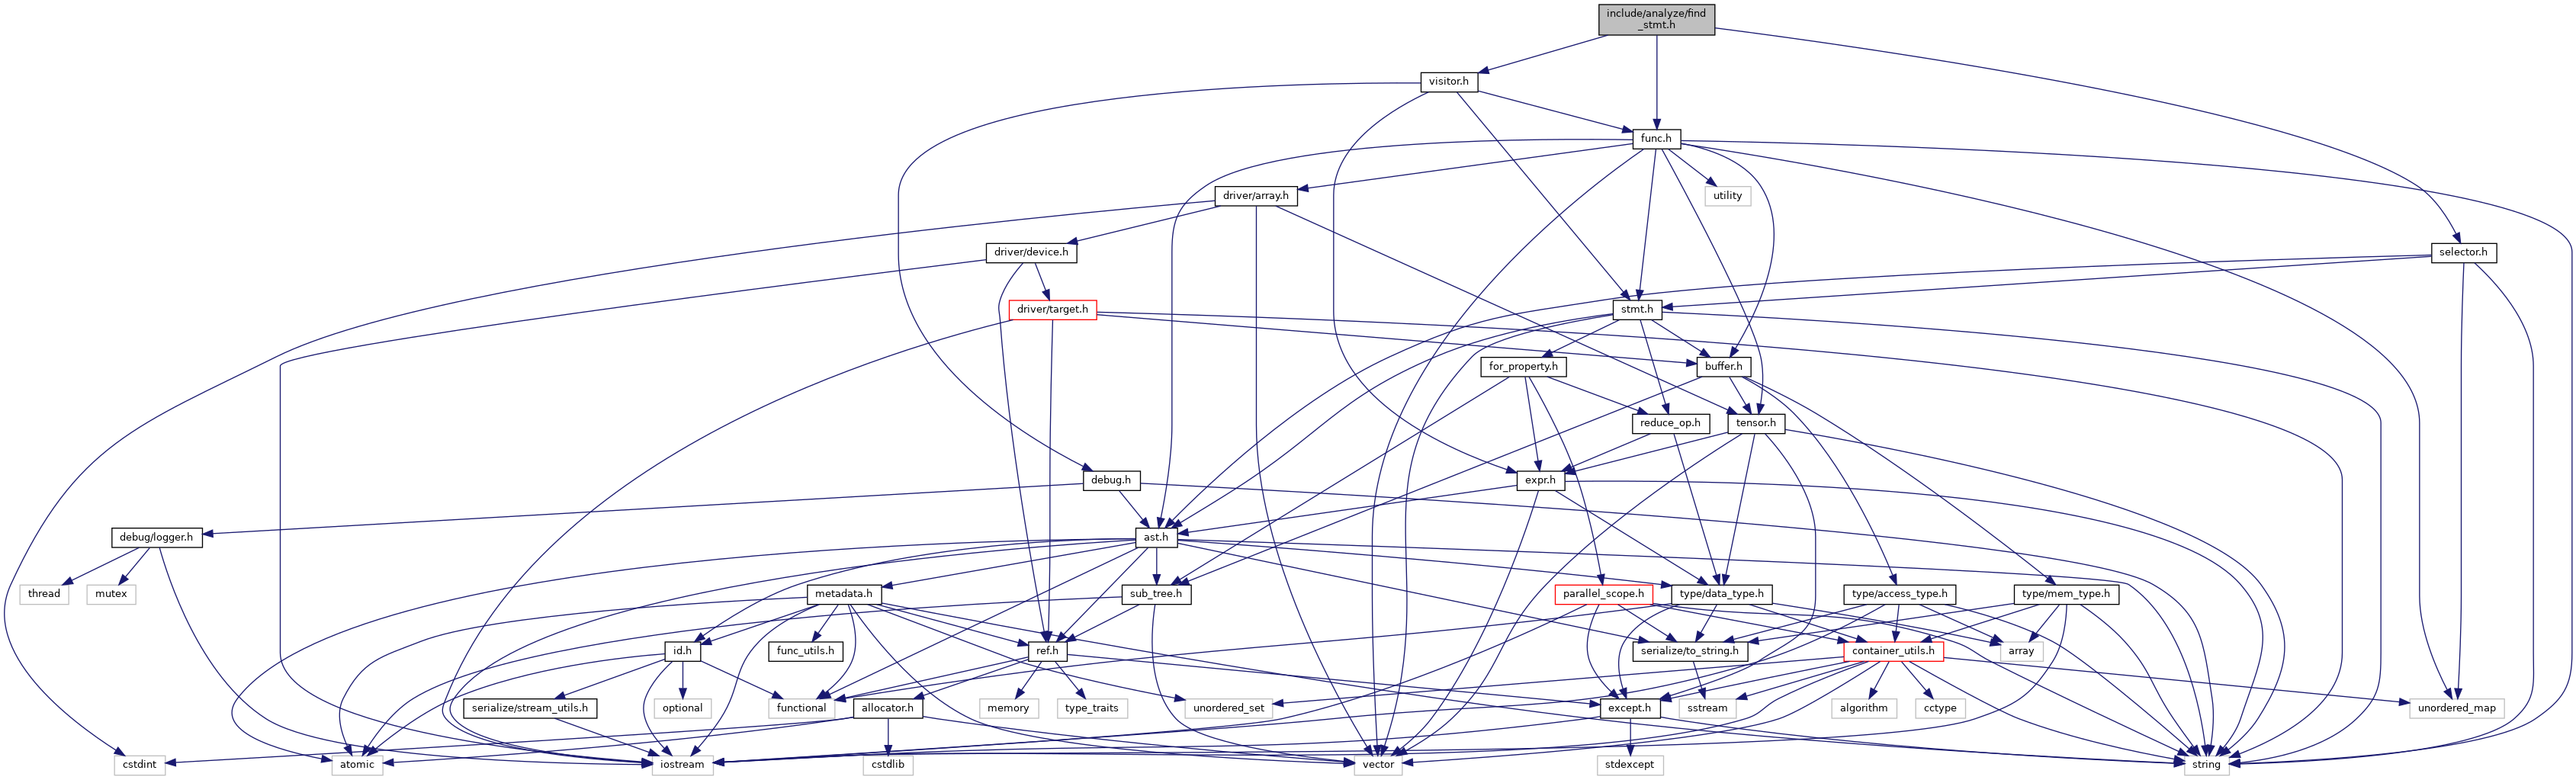 include/analyze/find
_stmt.h
visitor.h
func.h
driver/array.h
utility
driver/device.h
selector.h
driver/target.h
stmt.h
for_property.h
buffer.h
reduce_op.h
tensor.h
debug.h
expr.h
debug/logger.h
ast.h
thread
mutex
metadata.h
sub_tree.h
parallel_scope.h
type/data_type.h
type/access_type.h
type/mem_type.h
id.h
func_utils.h
ref.h
serialize/to_string.h
container_utils.h
array
serialize/stream_utils.h
optional
functional
allocator.h
memory
type_traits
unordered_set
except.h
sstream
algorithm
cctype
unordered_map
cstdint
atomic
iostream
cstdlib
vector
stdexcept
string